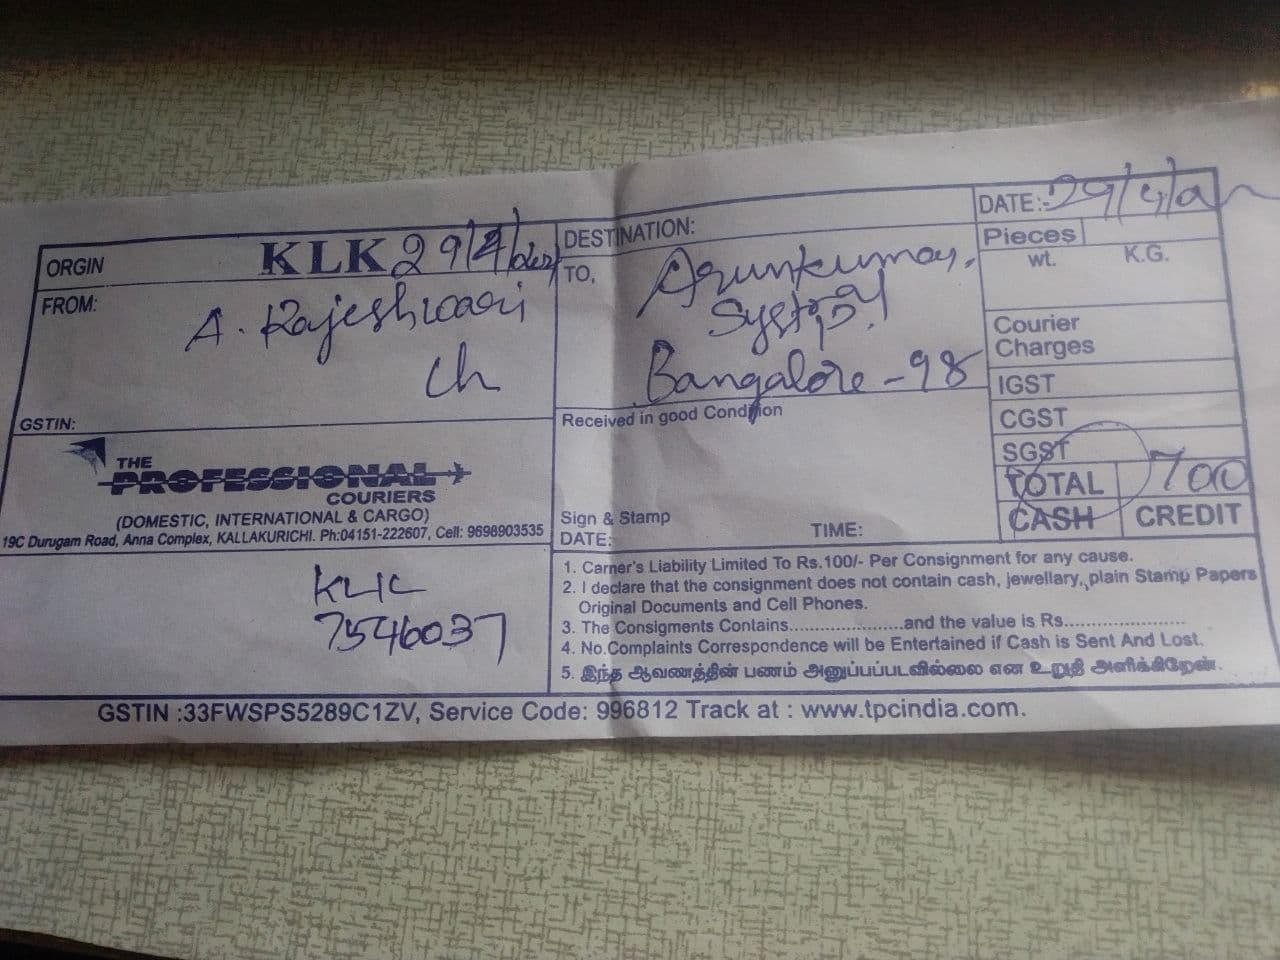 ORGIN
KLK
FROM:
A. Rajeshwari
ch
GSTIN:
THE
PROFESSIONAL
COURIERS
(DOMESTIC, INTERNATIONAL & CARGO)
19C Durugam Road, Anna Complex, KALLAKURICHI. Ph:04151-222607, Cell: 9698903535
KLK
7546037
DESTINATION:
TO,
Arunkumar,
Bangalore - 98
Received in good Condition
Sign & Stamp
DATE:
TIME:
DATE:- 29/4/
Pieces
wt. K.G.
Courier
Charges
IGST
CGST
SGST
TOTAL 700
CASH CREDIT
1. Carrier's Liability Limited To Rs.100/- Per Consignment for any cause.
2. I declare that the consignment does not contain cash, jewellary., plain Stamp Papers
Original Documents and Cell Phones.
3. The Consigments Contains.....................and the value is Rs.......................
4. No.Complaints Correspondence will be Entertained if Cash is Sent And Lost.
5. இந்த ஆவணத்தின் பணம் அனுப்பப்படவில்லை என உறுதி அளிக்கிறேன்.
GSTIN :33FWSPS5289C1ZV, Service Code: 996812 Track at : www.tpcindia.com.